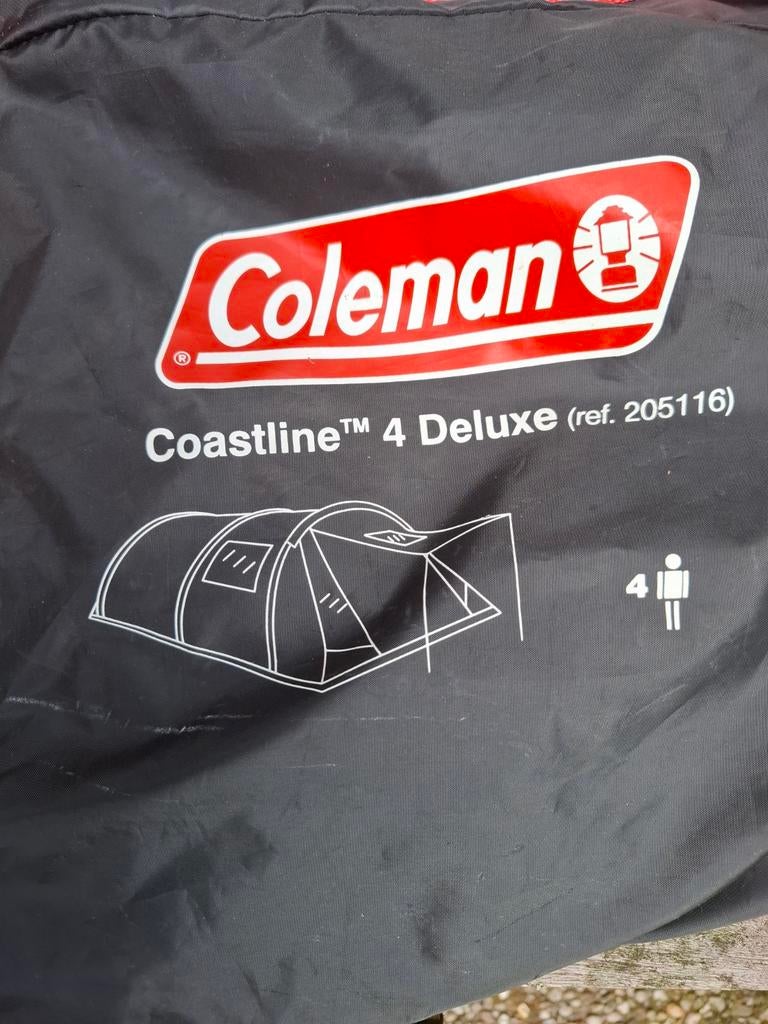 Coleman
®
Coastline™ 4 Deluxe (ref. 205116)
4